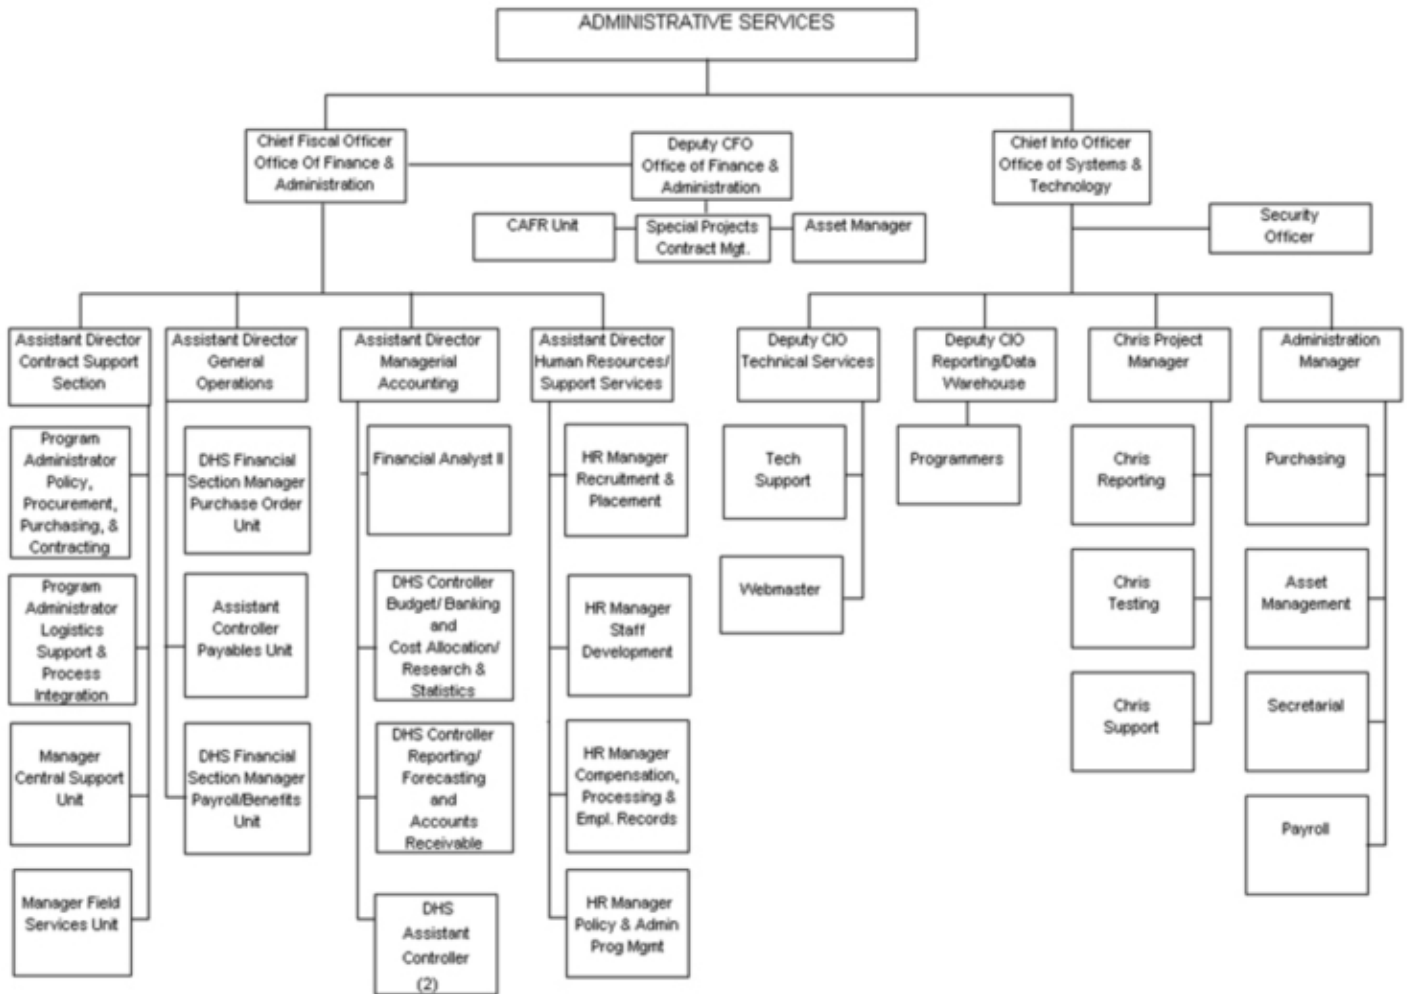 ADMINISTRATIVE SERVICES
Chief Fiscal Officer
Office Of Finance &
Administration
Deputy CFO
Office of Finance &
Administration
Chief Info Officer
Office of Systems &
Technology
CAFR Unit
Special Projects
Contract Mgt.
Asset Manager
Security
Officer
Assistant Director
Contract Support
Section
Assistant Director
General
Operations
Assistant Director
Managerial
Accounting
Assistant Director
Human Resources/
Support Services
Deputy CIO
Technical Services
Deputy CIO
Reporting/Data
Warehouse
Chris Project
Manager
Administration
Manager
Program
Administrator
Policy,
Procurement,
Purchasing, &
Contracting
DHS Financial
Section Manager
Purchase Order
Unit
Financial Analyst II
HR Manager
Recruitment &
Placement
Tech
Support
Programmers
Chris
Reporting
Purchasing
Program
Administrator
Logistics
Support &
Process
Integration
Assistant
Controller
Payables Unit
DHS Controller
Budget/ Banking
and
Cost Allocation/
Research &
Statistics
HR Manager
Staff
Development
Webmaster
Chris
Testing
Asset
Management
Manager
Central Support
Unit
DHS Financial
Section Manager
Payroll/Benefits
Unit
DHS Controller
Reporting/
Forecasting
and
Accounts
Receivable
HR Manager
Compensation,
Processing &
Empl. Records
Chris
Support
Secretarial
Manager Field
Services Unit
DHS
Assistant
Controller
(2)
HR Manager
Policy & Admin
Prog Mgmt
Payroll